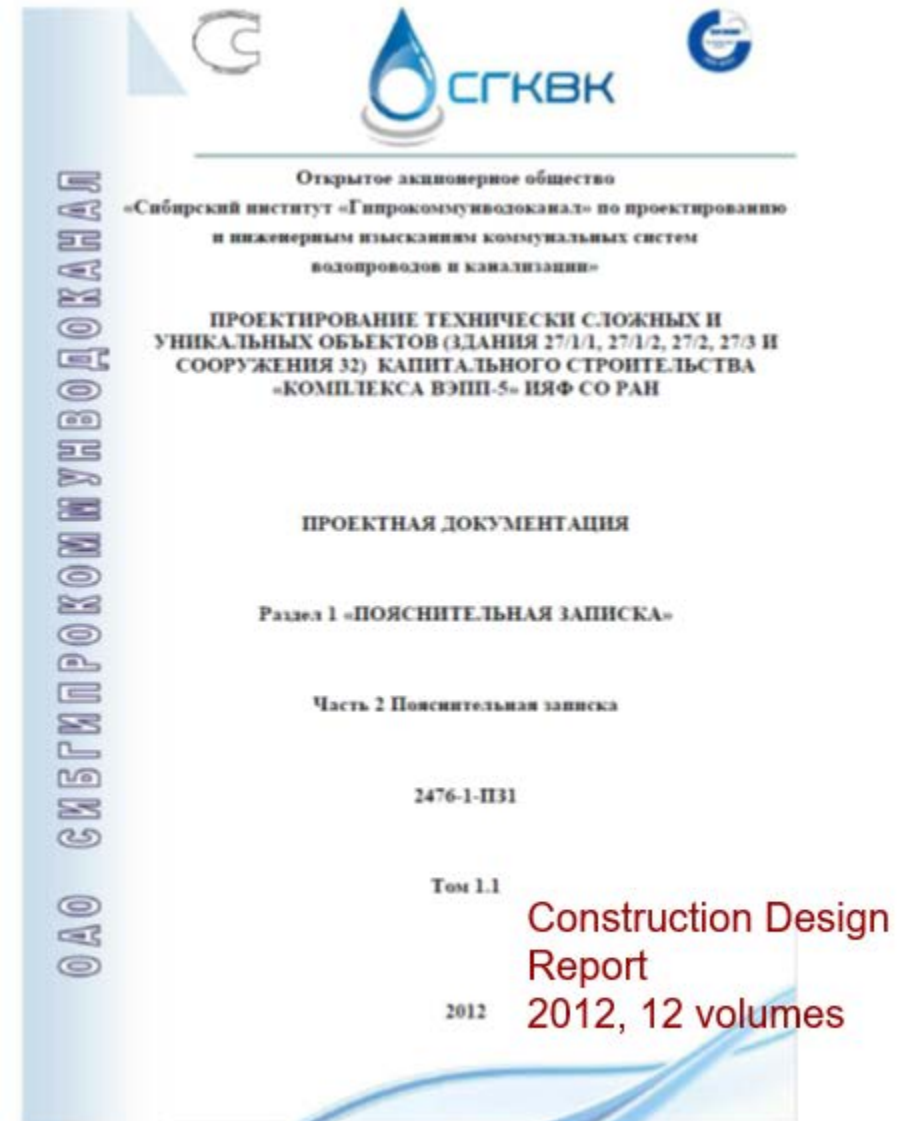 СГКВК
Открытое акционерное общество
«Сибирский институт «Гипрокоммунводоканал» по проектированию
и инженерным изысканиям коммунальных систем
водопроводов и канализации»
ПРОЕКТИРОВАНИЕ ТЕХНИЧЕСКИ СЛОЖНЫХ И
УНИКАЛЬНЫХ ОБЪЕКТОВ (ЗДАНИЯ 27/1/1, 27/1/2, 27/2, 27/3 И
СООРУЖЕНИЯ 32) КАПИТАЛЬНОГО СТРОИТЕЛЬСТВА
«КОМПЛЕКСА ВЭПП-5» ИЯФ СО РАН
ПРОЕКТНАЯ ДОКУМЕНТАЦИЯ
Раздел 1 «ПОЯСНИТЕЛЬНАЯ ЗАПИСКА»
Часть 2 Пояснительная записка
2476-1-ПЗ1
Том 1.1
2012
ОАО СИБГИПРОКОММУНВОДОКАНАЛ
Construction Design
Report
2012, 12 volumes